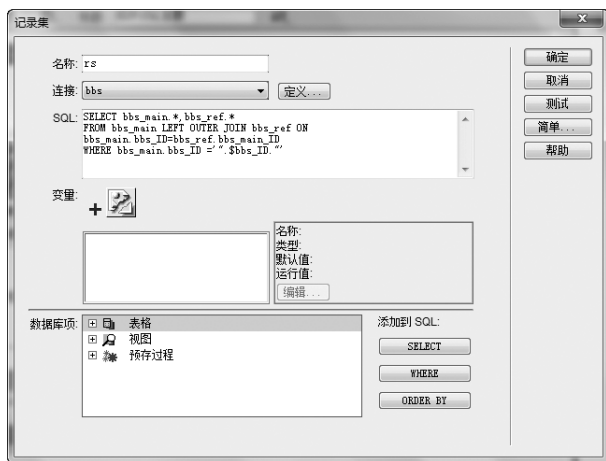 记录集
名称: rs
连接: bbs 定义...
SQL: SELECT bbs_main.*,bbs_ref.*
FROM bbs_main LEFT OUTER JOIN bbs_ref ON
bbs_main.bbs_ID=bbs_ref.bbs_main_ID
WHERE bbs_main.bbs_ID ='".$bbs_ID."'
变量:
名称:
类型:
默认值:
运行值:
编辑...
数据库项: 表格
视图
预存过程
添加到 SQL:
SELECT
WHERE
ORDER BY
确定
取消
测试
简单...
帮助